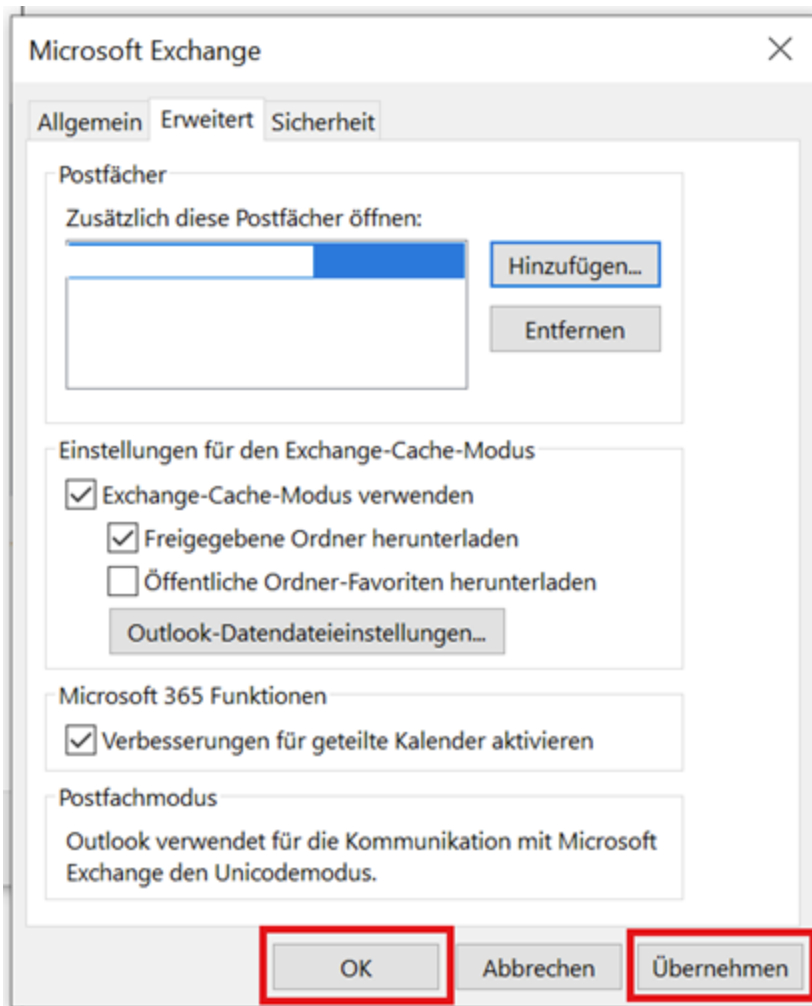 Microsoft Exchange
Allgemein Erweitert Sicherheit
Postfächer
Zusätzlich diese Postfächer öffnen:
Hinzufügen...
Entfernen
Einstellungen für den Exchange-Cache-Modus
Exchange-Cache-Modus verwenden
Freigegebene Ordner herunterladen
Öffentliche Ordner-Favoriten herunterladen
Outlook-Datendateieinstellungen...
Microsoft 365 Funktionen
Verbesserungen für geteilte Kalender aktivieren
Postfachmodus
Outlook verwendet für die Kommunikation mit Microsoft
Exchange den Unicodemodus.
OK Abbrechen Übernehmen